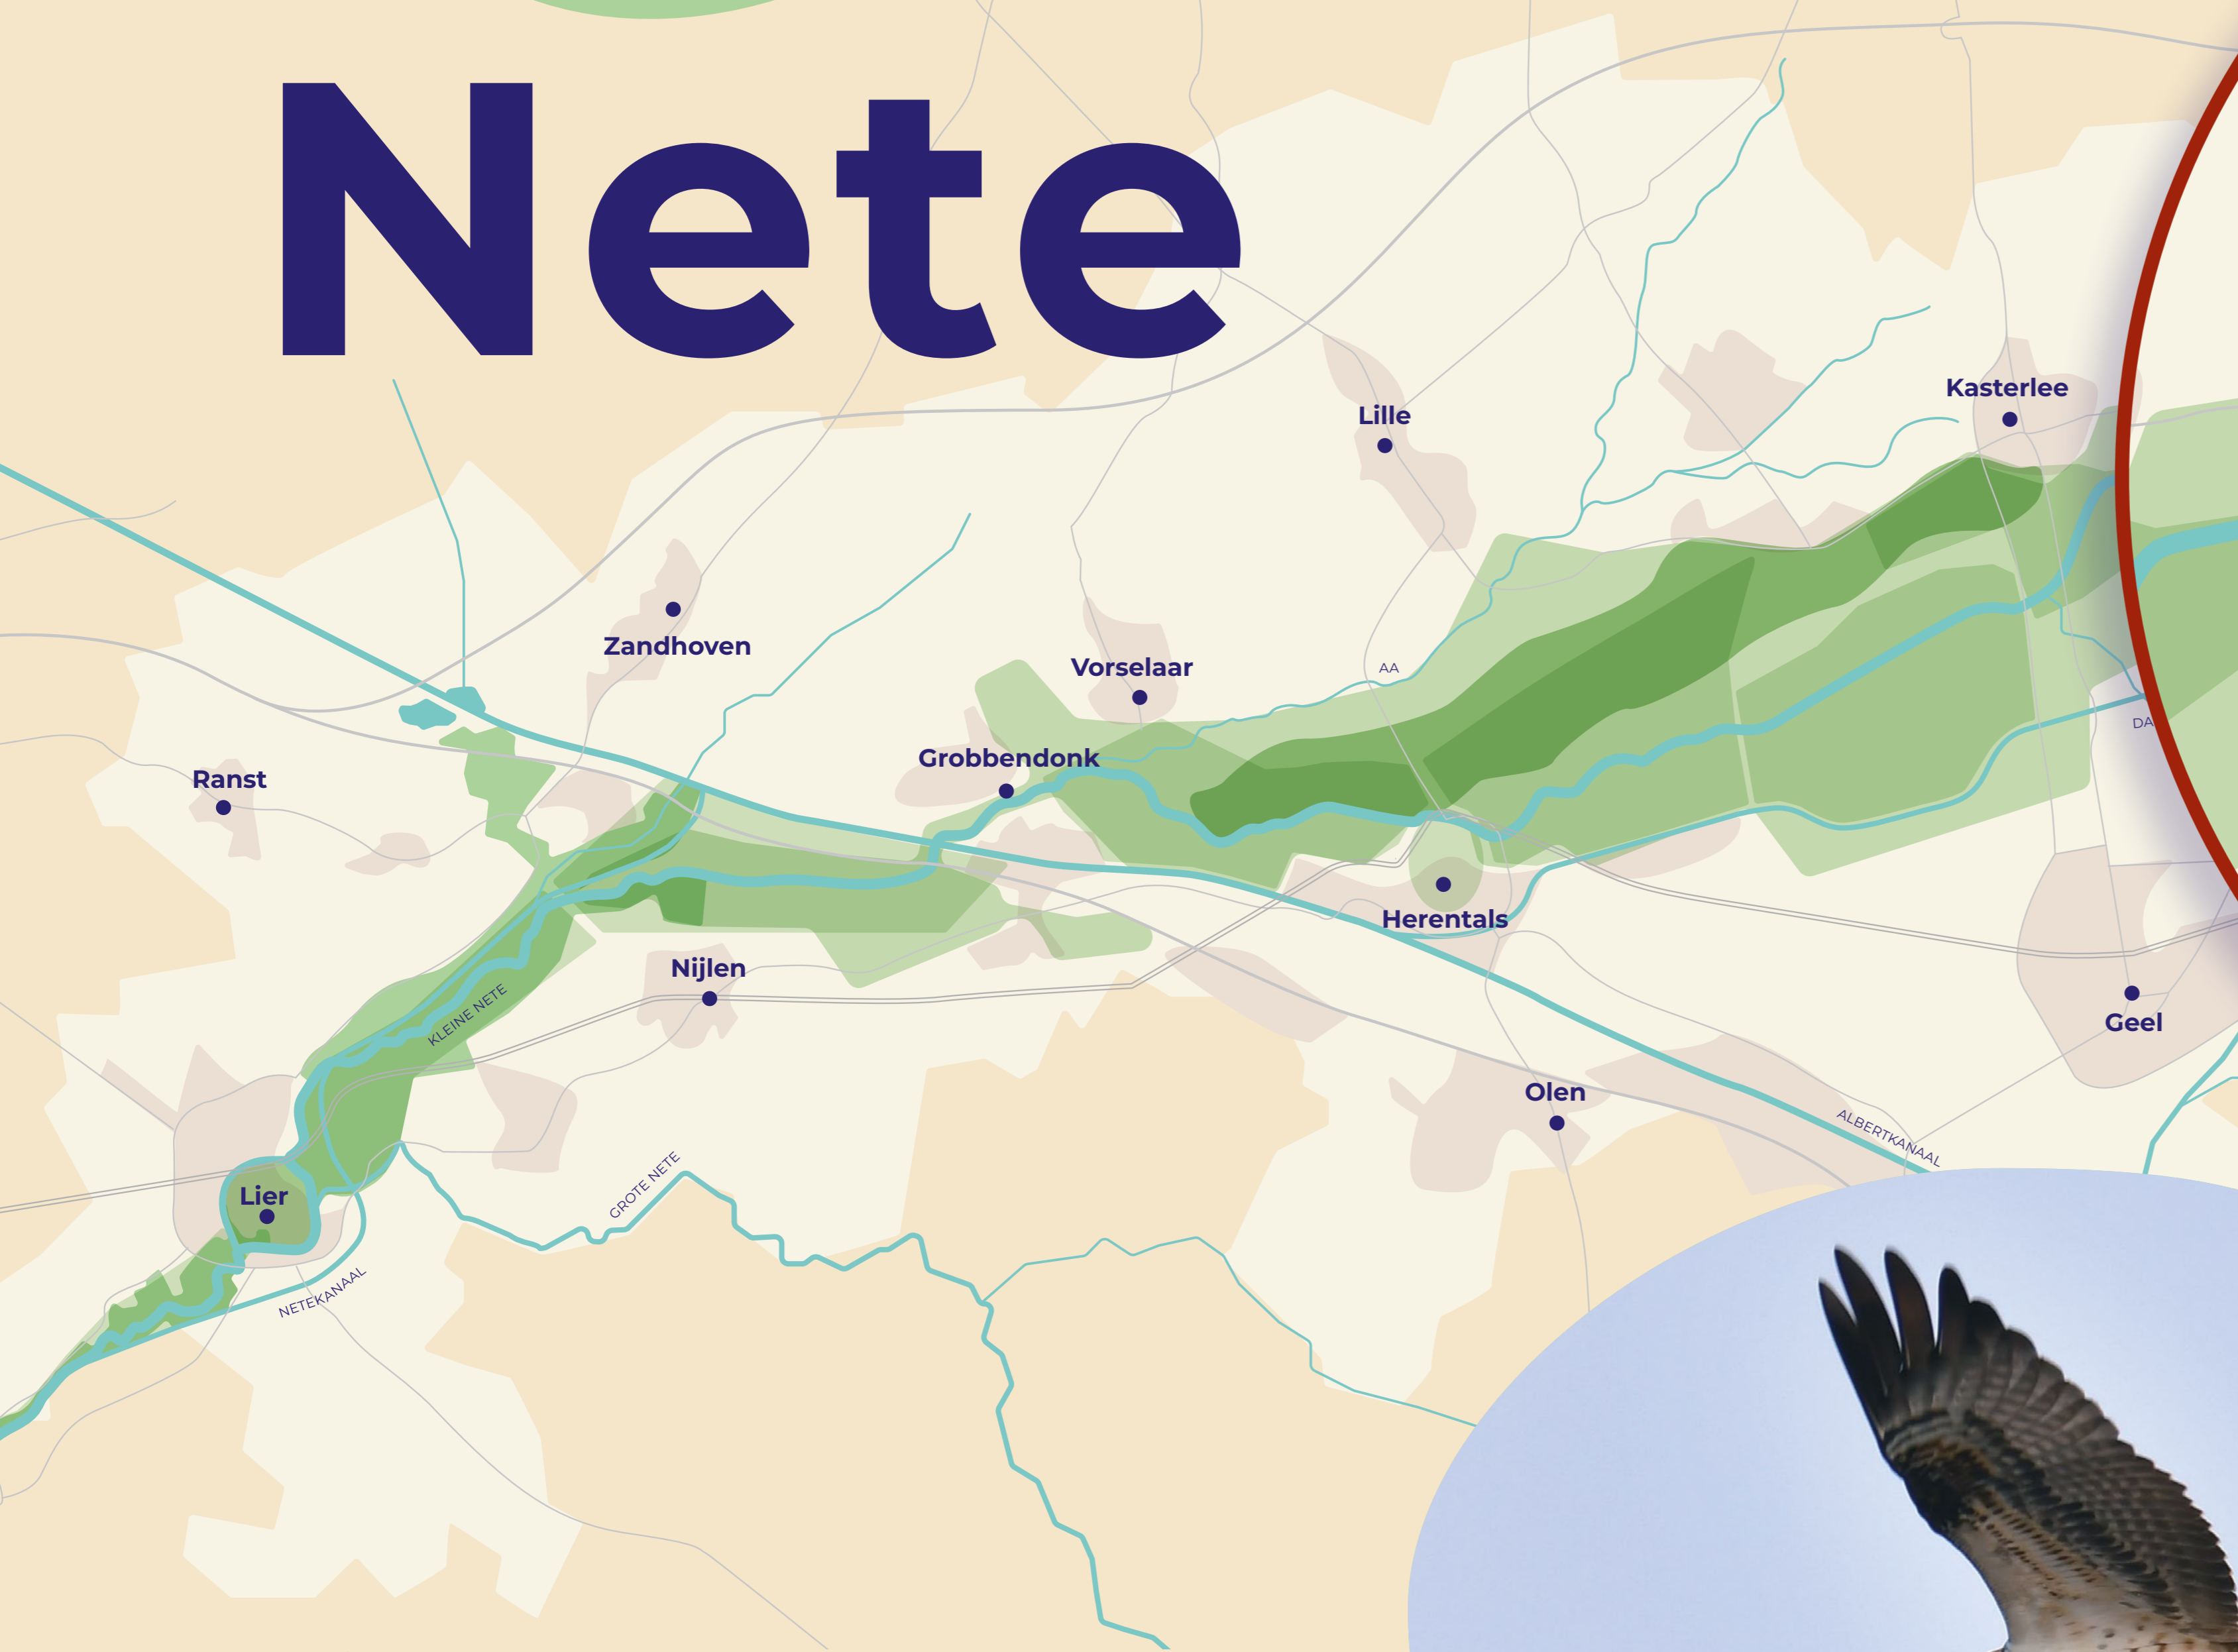 Nete
Kasterlee
Lille
Zandhoven
Vorselaar
AA
DA
Grobbendonk
Ranst
Herentals
Nijlen
KLEINE NETE
Geel
Olen
ALBERTKANAAL
GROTE NETE
Lier
NETEKANAAL